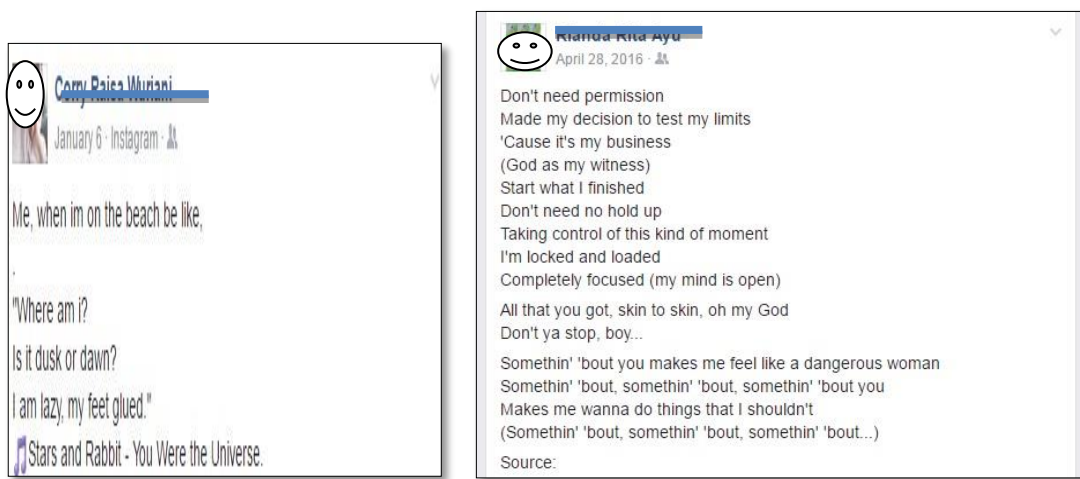 January 6 · Instagram ·
Me, when im on the beach be like,
.
"Where am i?
Is it dusk or dawn?
I am lazy, my feet glued."
🎵Stars and Rabbit - You Were the Universe.
April 28, 2016 ·
Don't need permission
Made my decision to test my limits
'Cause it's my business
(God as my witness)
Start what I finished
Don't need no hold up
Taking control of this kind of moment
I'm locked and loaded
Completely focused (my mind is open)
All that you got, skin to skin, oh my God
Don't ya stop, boy...
Somethin' 'bout you makes me feel like a dangerous woman
Somethin' 'bout, somethin' 'bout, somethin' 'bout you
Makes me wanna do things that I shouldn't
(Somethin' 'bout, somethin' 'bout, somethin' 'bout...)
Source: